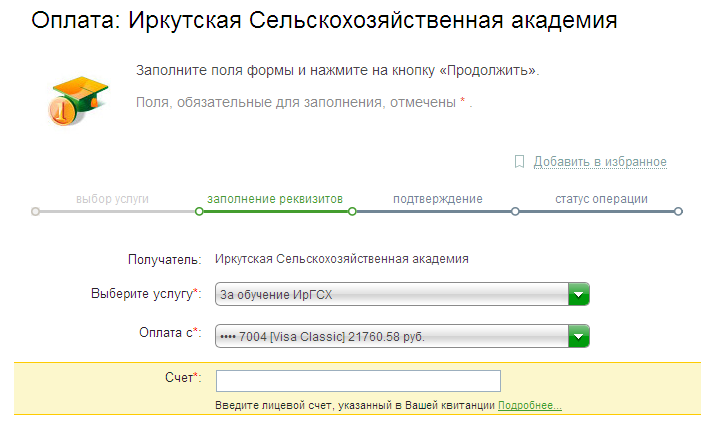 Оплата: Иркутская Сельскохозяйственная академия
Заполните поля формы и нажмите на кнопку «Продолжить».
Поля, обязательные для заполнения, отмечены * .
Добавить в избранное
выбор услуги заполнение реквизитов подтверждение статус операции
Получатель: Иркутская Сельскохозяйственная академия
Выберите услугу*: За обучение ИрГСХ
Оплата с*: •••• 7004 [Visa Classic] 21760.58 руб.
Счет*:
Введите лицевой счет, указанный в Вашей квитанции Подробнее...